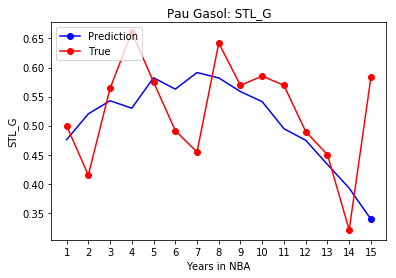 Pau Gasol: STL_G
Prediction
True
0.65
0.60
0.55
0.50
0.45
0.40
0.35
STL_G
1 2 3 4 5 6 7 8 9 10 11 12 13 14 15
Years in NBA